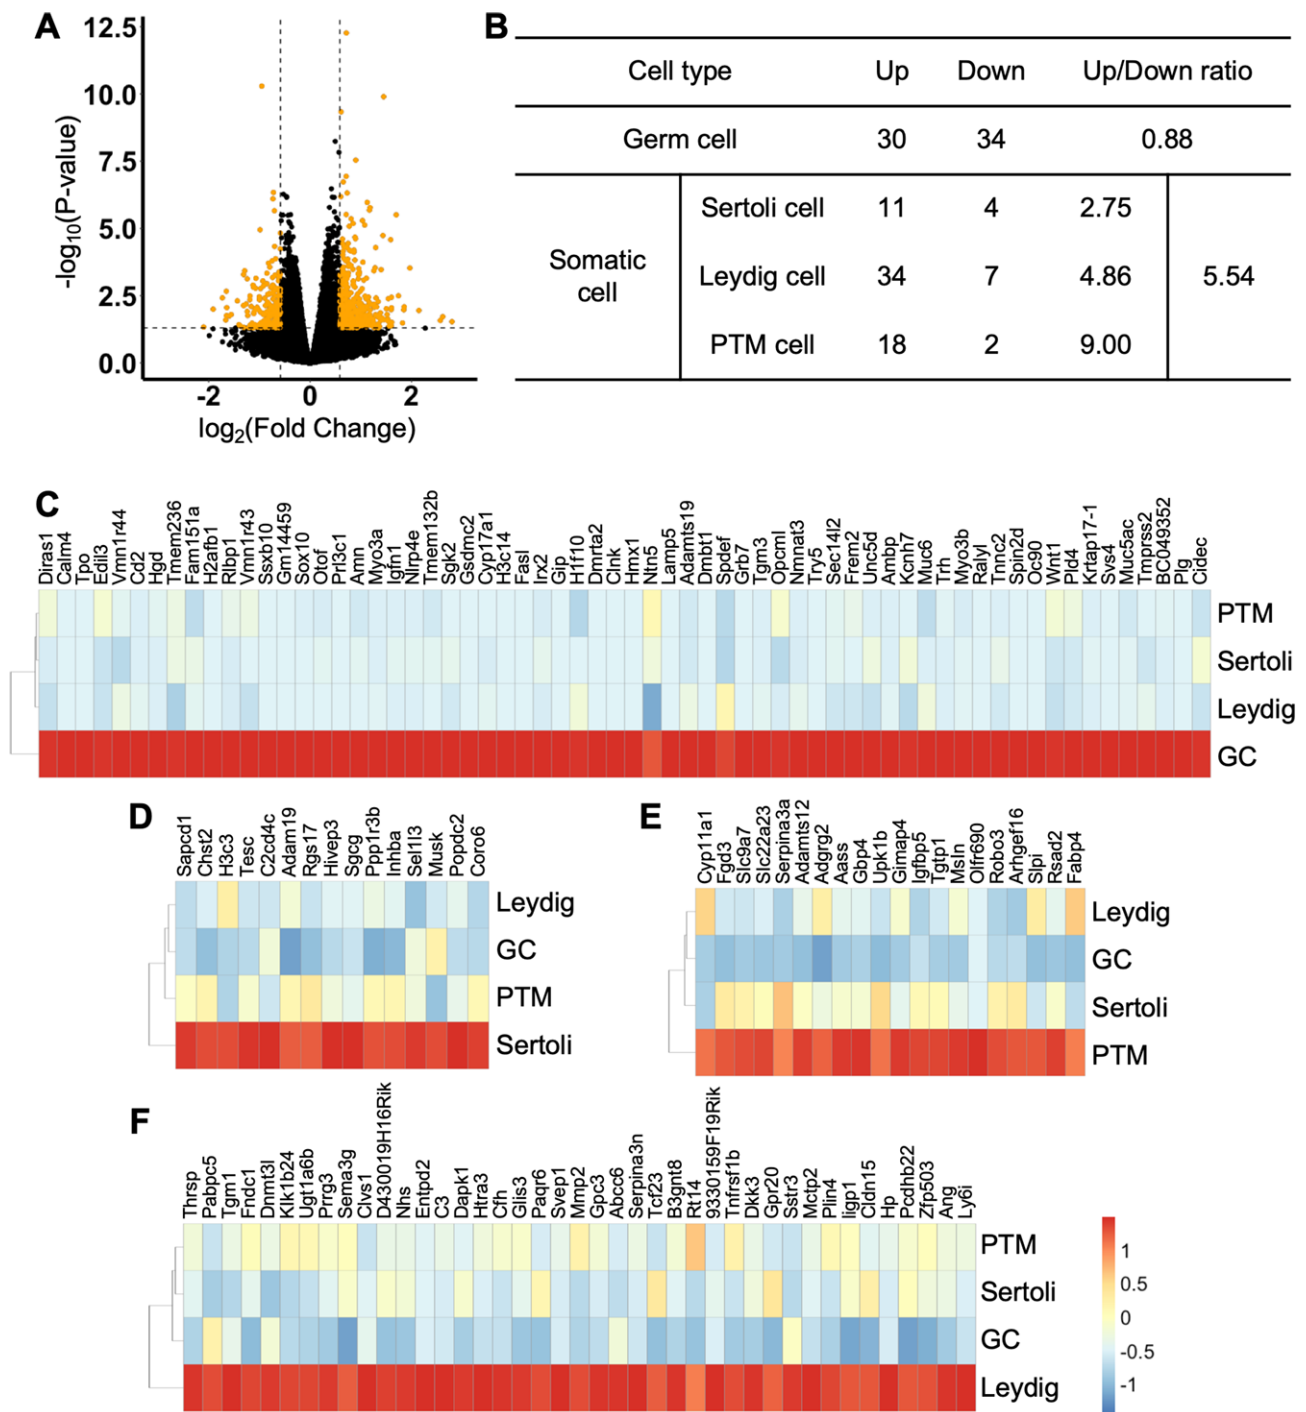 A
12.5
10.0
7.5
5.0
2.5
0.0
-log10(P-value)
-2 0 2
log2(Fold Change)
B
Cell type Up Down Up/Down ratio
Germ cell 30 34 0.88
Somatic cell
Sertoli cell 11 4 2.75
Leydig cell 34 7 4.86
PTM cell 18 2 9.00
5.54
C
Diras1 Calm4 Tpo Edil3 Vmn1r44 Cd2 Hgd Tmem236 Fam151a H2afb1 Rlbp1 Vmn1r43 Ssxb10 Gm14459 Sox10 Otof Prl3c1 Amn Myo3a Igfn1 Nlrp4e Tmem132b Sgk2 Gsdmc2 Cyp17a1 H3c14 Fasl Irx2 Gip H1f10 Dmrta2 Chlk Hmx1 Ntn5 Lamp5 Adamts19 Dmbt1 Spdef Grb7 Tgm3 Opcml Nmnat3 Try5 Sec14l2 Frem2 Unc5d Ambp Kcnh7 Muc6 Trh Myo3b Ralyl Tnnc2 Spin2d Oc90 Wnt1 Pld4 Krtap17-1 Svs4 Muc5ac Tmprss2 BC049352 Plg Cidec
PTM
Sertoli
Leydig
GC
D
Sapcd1 Chst2 H3c3 Tesc C2cd4c Adam19 Rgs17 Hivep3 Sgcg Ppp1r3b Inhba Sel1l3 Musk Popdc2 Coro6
Leydig
GC
PTM
Sertoli
E
Cyp11a1 Fgd3 Slc9a7 Slc22a23 Serpina3a Adamts12 Adgrg2 Aass Gbp4 Upk1b Gimap4 Igfbp5 Tgtp1 Msln Olfr690 Robo3 Arhgef16 Slpi Rsad2 Fabp4
Leydig
GC
Sertoli
PTM
F
Thrsp Pabpc5 Tgm1 Fndc1 Dnmt3l Klk1b24 Ugt1a6b Prrg3 Sema3g Clvs1 D430019H16Rik Nhs Entpd2 C3 Dapk1 Htra3 Cfh Glis3 Paqr6 Svep1 Mmp2 Gpc3 Abcc6 Serpina3n Tcf23 B3gnt8 Rt14 9330159F19Rik Tnfrsf1b Dkk3 Gpr20 Sstr3 Mctp2 Plin4 Iigp1 Cldn15 Hp Pcdhb22 Zfp503 Ang Ly6i
PTM
Sertoli
GC
Leydig
1
0.5
0
-0.5
-1